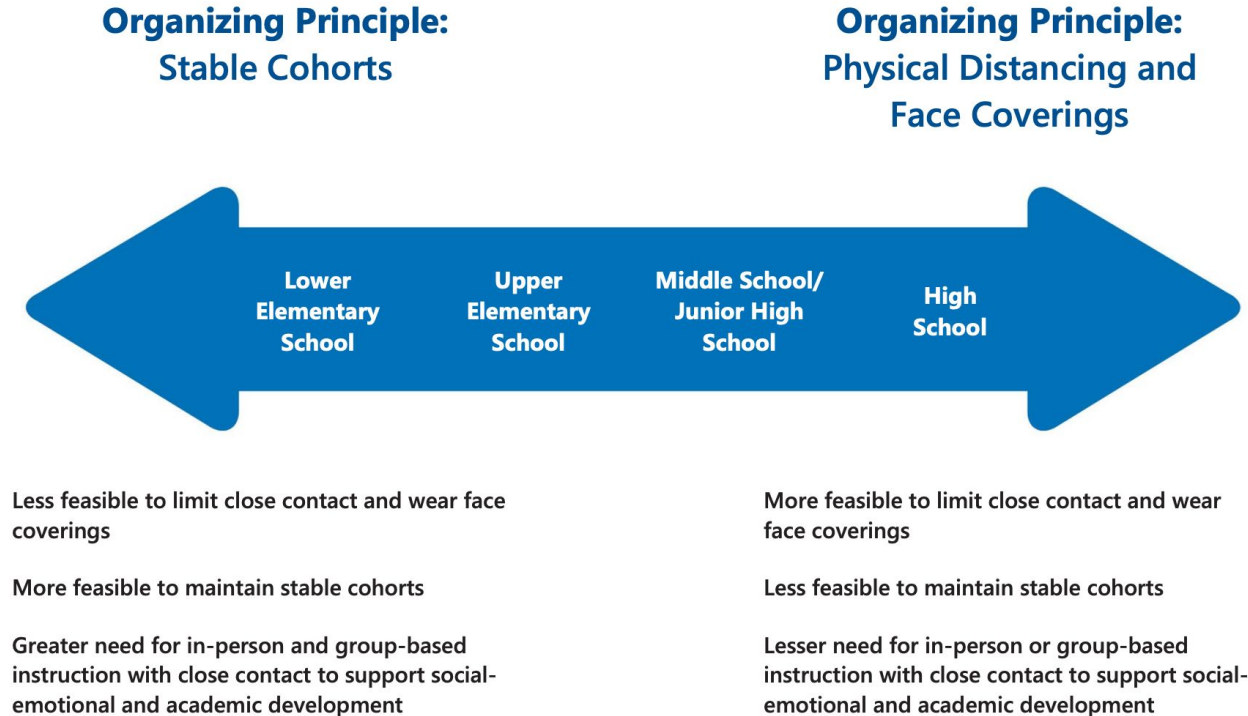 Organizing Principle:
Stable Cohorts
Organizing Principle:
Physical Distancing and
Face Coverings
Lower
Elementary
School
Upper
Elementary
School
Middle School/
Junior High
School
High
School
Less feasible to limit close contact and wear face
coverings
More feasible to maintain stable cohorts
Greater need for in-person and group-based
instruction with close contact to support social-
emotional and academic development
More feasible to limit close contact and wear
face coverings
Less feasible to maintain stable cohorts
Lesser need for in-person or group-based
instruction with close contact to support social-
emotional and academic development